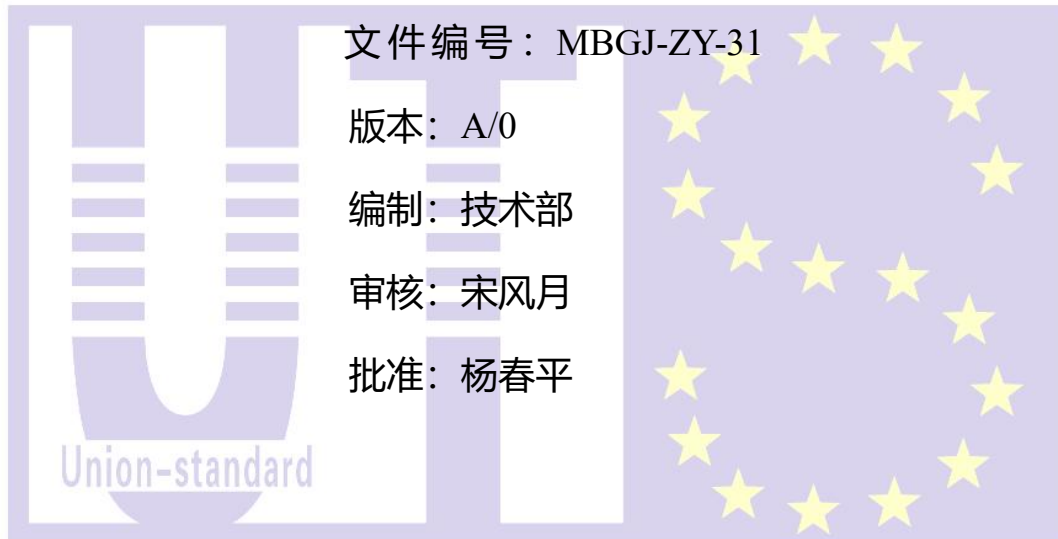 文件编号：MBGJ-ZY-31
版本：A/0
编制：技术部
审核：宋风月
批准：杨春平
Union-standard